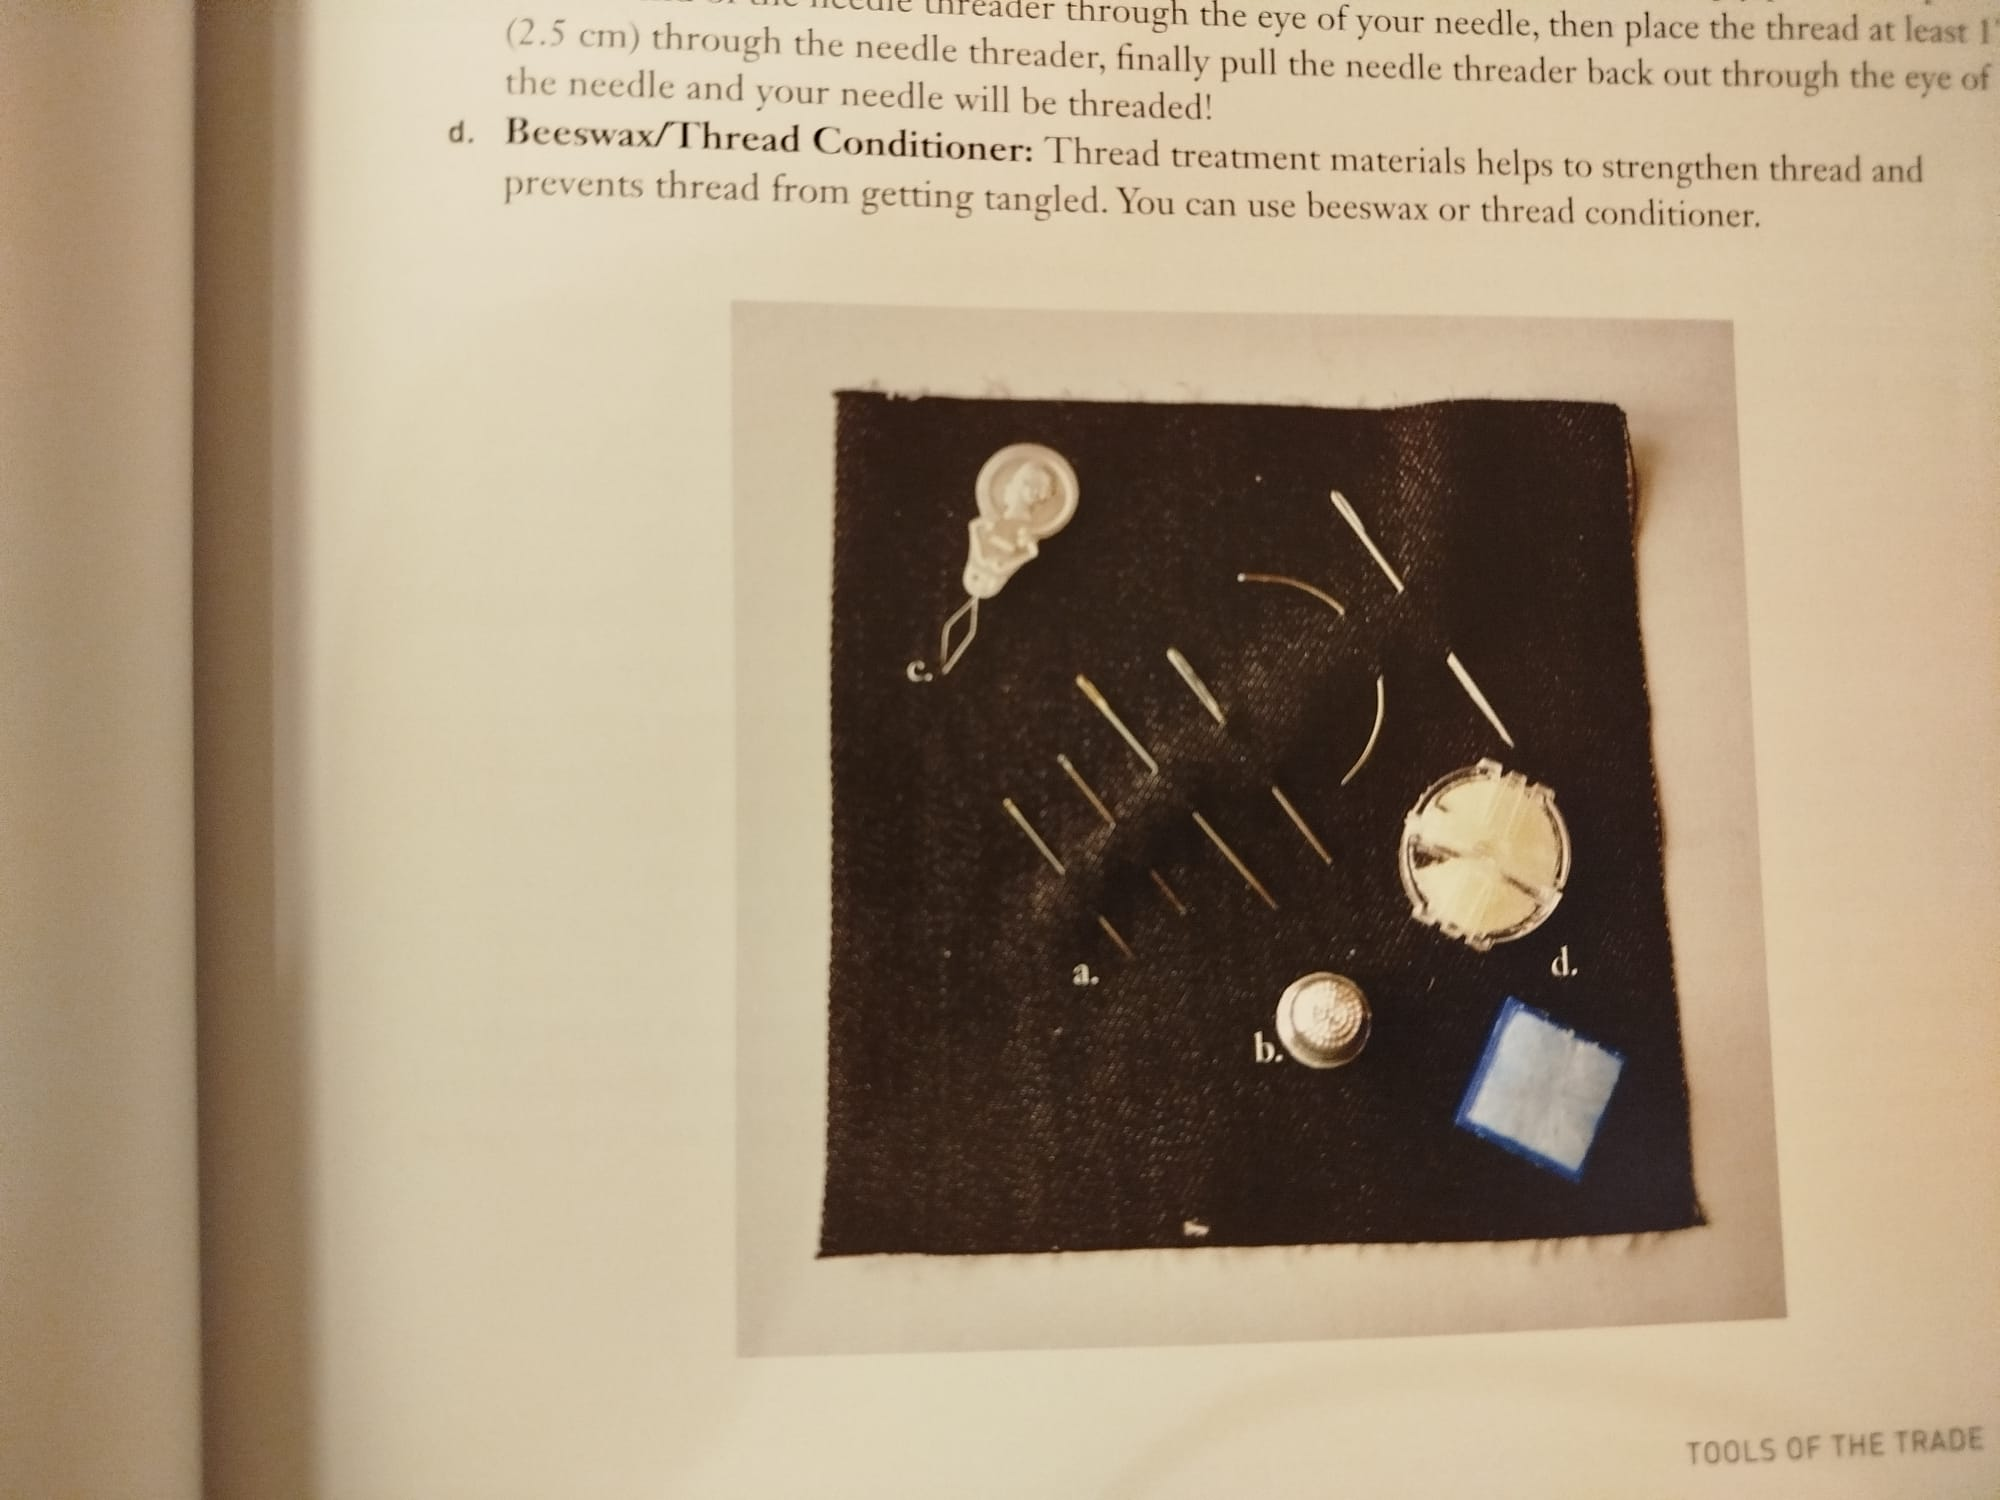 the needle threader through the eye of your needle, then place the thread at least 1"
(2.5 cm) through the needle threader, finally pull the needle threader back out through the eye of
the needle and your needle will be threaded!
d. Beeswax/Thread Conditioner: Thread treatment materials helps to strengthen thread and
prevents thread from getting tangled. You can use beeswax or thread conditioner.
c.
a.
d.
b.
TOOLS OF THE TRADE